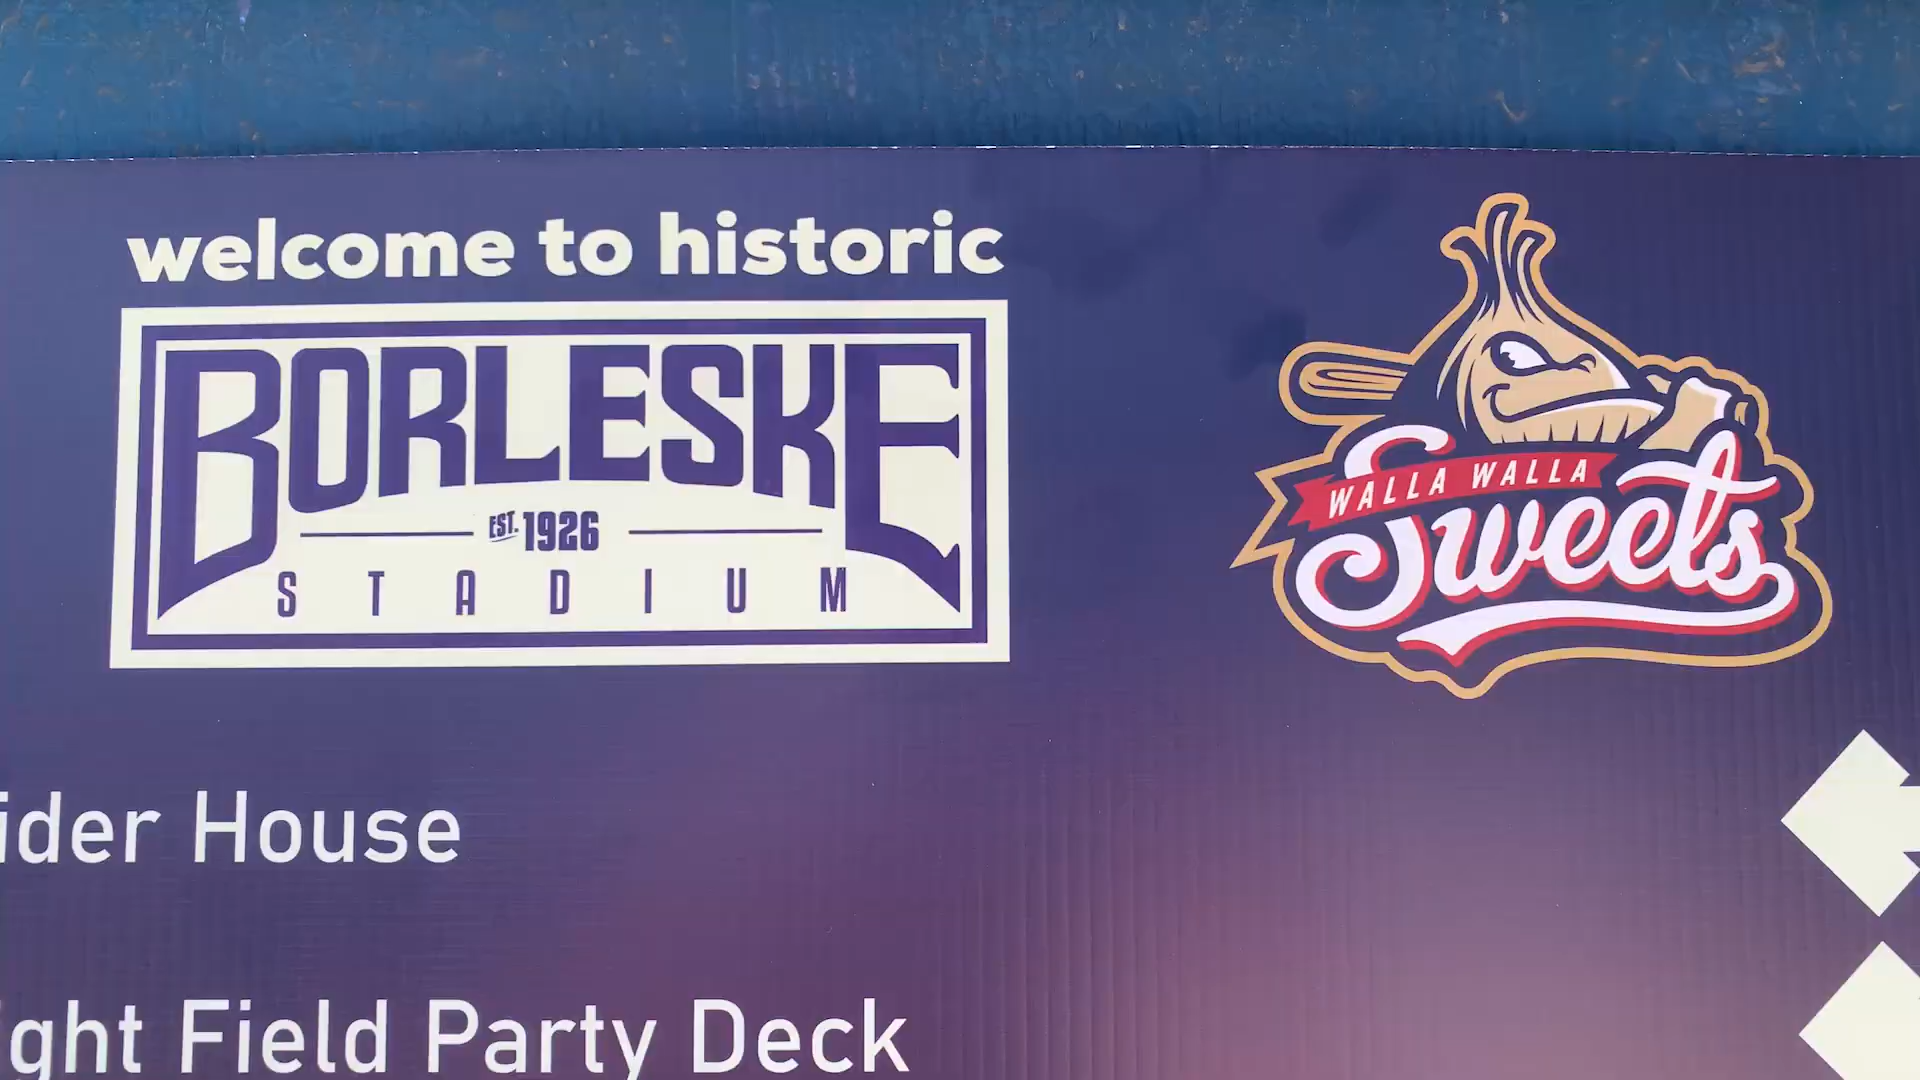 welcome to historic
BORLESKE
EST. 1926
STADIUM
WALLA WALLA
Sweets
ider House
ght Field Party Deck